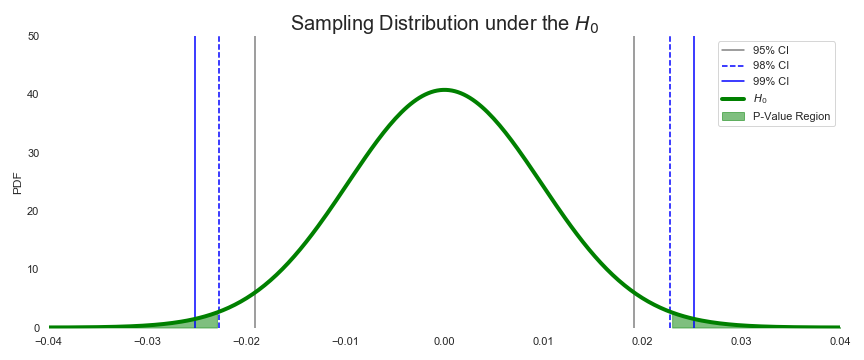 Sampling Distribution under the H₀
95% CI
98% CI
99% CI
H₀
P-Value Region
PDF
50
40
30
20
10
0
−0.04
−0.03
−0.02
−0.01
0.00
0.01
0.02
0.03
0.04